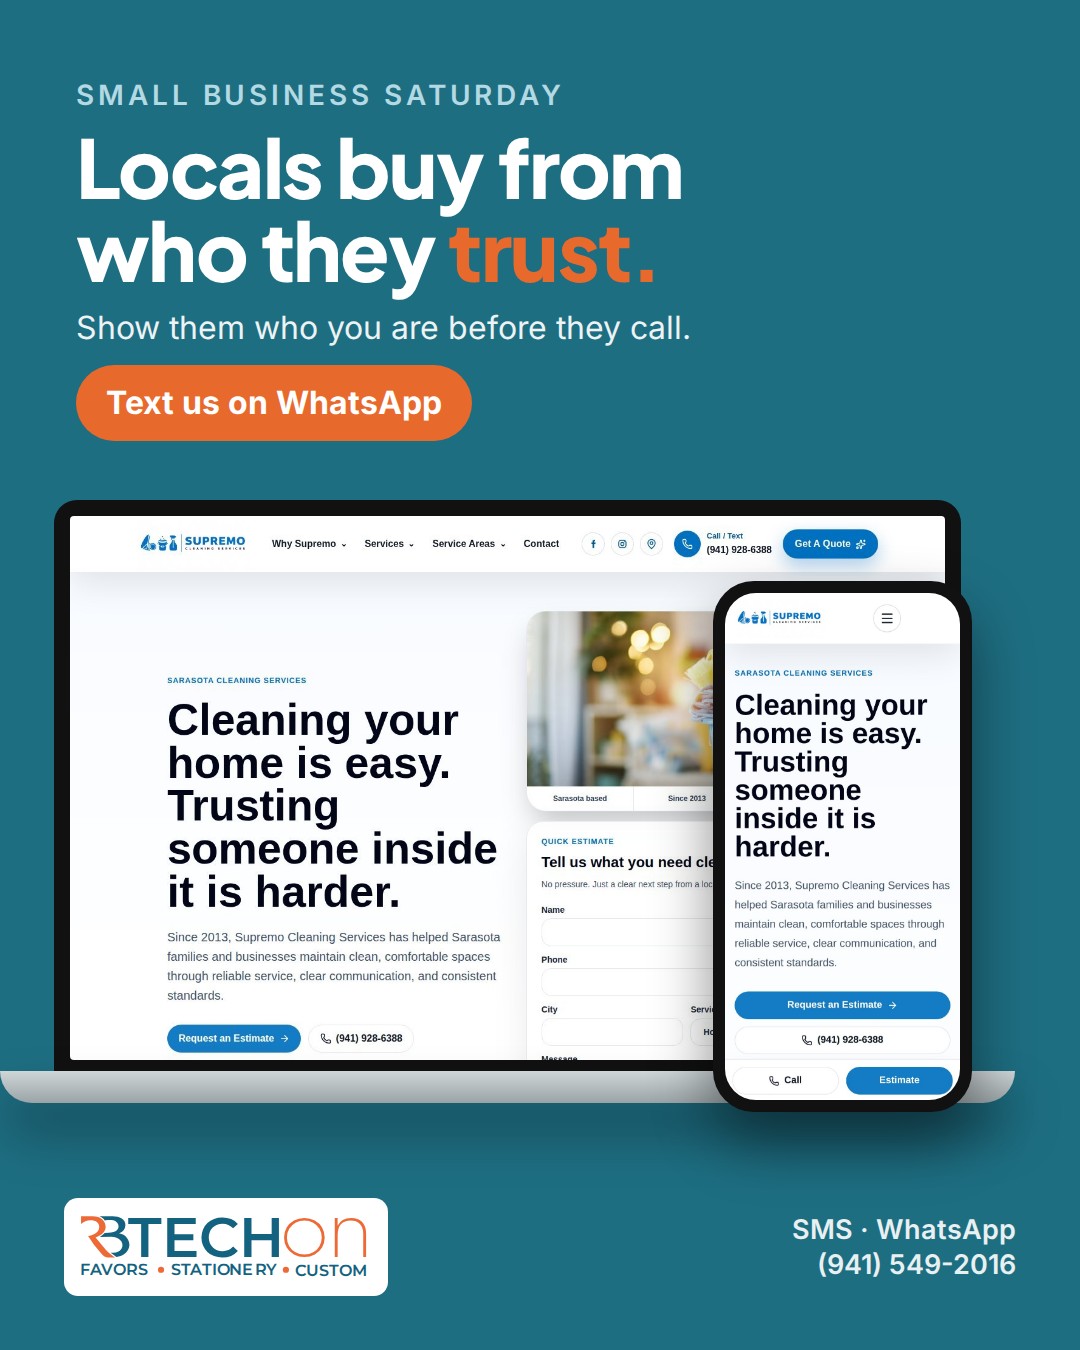 SMALL BUSINESS SATURDAY
Locals buy from
who they trust.
Show them who you are before they call.
Text us on WhatsApp
SUPREMO
CLEANING SERVICES
Why Supremo
Services
Service Areas
Contact
Call / Text
(941) 928-6388
Get A Quote
SARASOTA CLEANING SERVICES
Cleaning your
home is easy.
Trusting
someone inside
it is harder.
Since 2013, Supremo Cleaning Services has helped Sarasota
families and businesses maintain clean, comfortable spaces
through reliable service, clear communication, and consistent
standards.
Request an Estimate
(941) 928-6388
Sarasota based
Since 2013
QUICK ESTIMATE
Tell us what you need
No pressure. Just a clear next step from a
Name
Phone
City
Message
SUPREMO
CLEANING SERVICES
SARASOTA CLEANING SERVICES
Cleaning your
home is easy.
Trusting
someone
inside it is
harder.
Since 2013, Supremo Cleaning Services has
helped Sarasota families and businesses
maintain clean, comfortable spaces through
reliable service, clear communication, and
consistent standards.
Request an Estimate
(941) 928-6388
Call
Estimate
RBTECHon
FAVORS • STATIONERY • CUSTOM
SMS · WhatsApp
(941) 549-2016